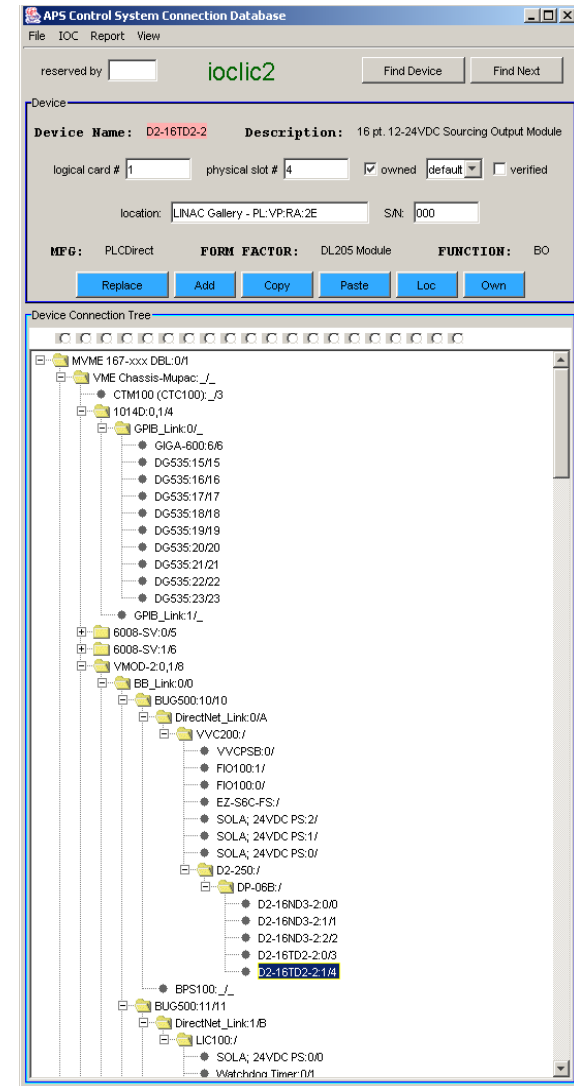 APS Control System Connection Database
File IOC Report View
reserved by ioclic2 Find Device Find Next
Device
Device Name: D2-16TD2-2 Description: 16 pt. 12-24VDC Sourcing Output Module
logical card # 1 physical slot # 4 owned default verified
location: LINAC Gallery - PL:VP:RA:2E S/N: 000
MFG: PLCDirect FORM FACTOR: DL205 Module FUNCTION: BO
Replace Add Copy Paste Loc Own
Device Connection Tree
MVME 167-xxx DBL:0/1
VME Chassis-Mupac:_/_
CTM100 (CTC100):_/3
1014D:0,1/4
GPIB_Link:0/_
GIGA-600:6/6
DG535:15/15
DG535:16/16
DG535:17/17
DG535:18/18
DG535:19/19
DG535:20/20
DG535:21/21
DG535:22/22
DG535:23/23
GPIB_Link:1/_
6008-SV:0/5
6008-SV:1/6
VMOD-2:0,1/8
BB_Link:0/0
BUG500:10/10
DirectNet_Link:0/A
VVC200:/
VVCPSB:0/
FIO100:1/
FIO100:0/
EZ-S6C-FS:/
SOLA; 24VDC PS:2/
SOLA; 24VDC PS:1/
SOLA; 24VDC PS:0/
D2-250:/
DP-06B:/
D2-16ND3-2:0/0
D2-16ND3-2:1/1
D2-16ND3-2:2/2
D2-16TD2-2:0/3
D2-16TD2-2:1/4
BPS100:_/_
BUG500:11/11
DirectNet_Link:1/B
LIC100:/
SOLA; 24VDC PS:0/0
Watchdog Timer:0/1